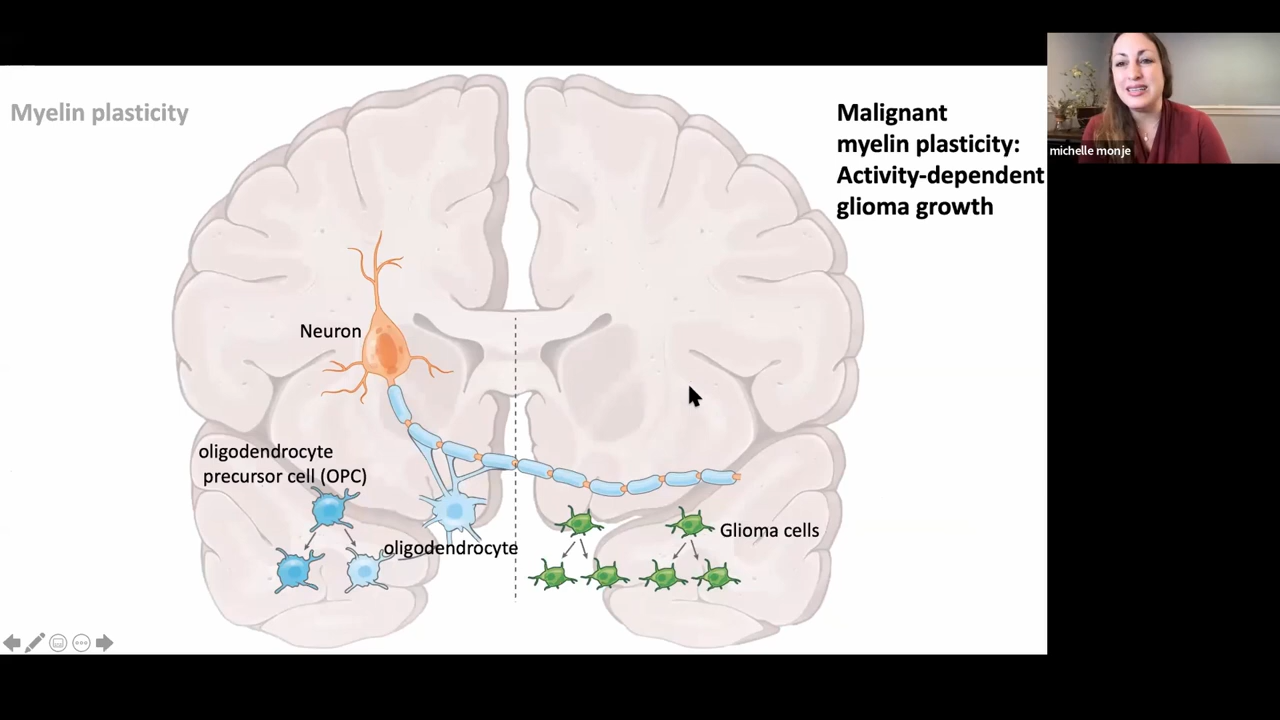 Myelin plasticity
Malignant
myelin plasticity:
Activity-dependent
glioma growth
michelle monje
Neuron
oligodendrocyte
precursor cell (OPC)
oligodendrocyte
Glioma cells